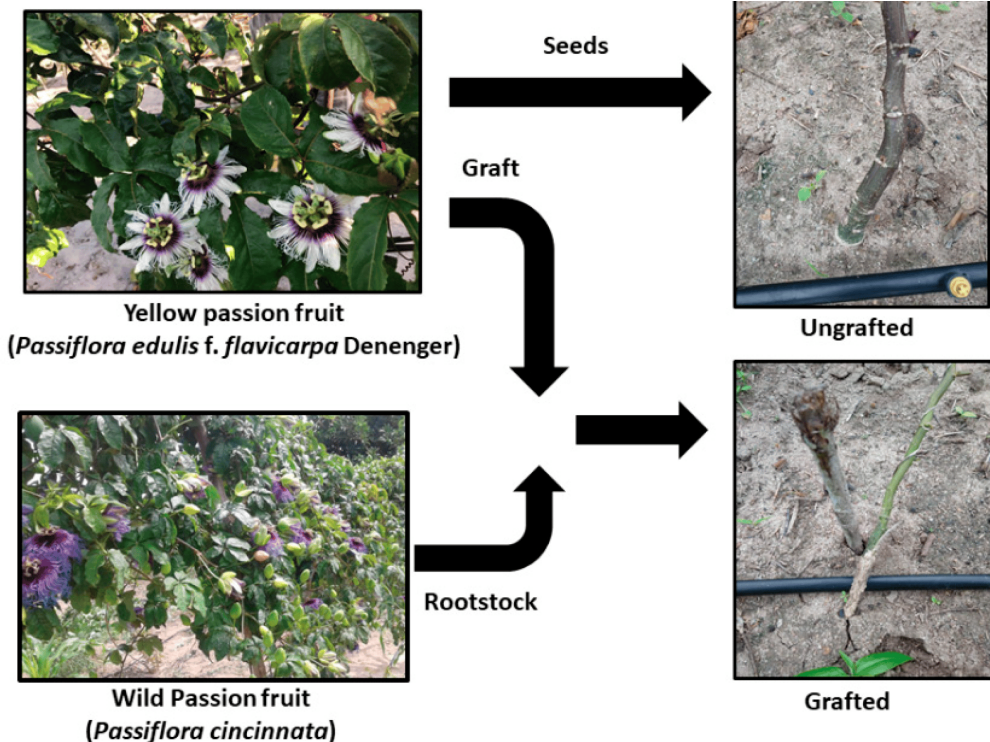 Seeds
Graft
Yellow passion fruit
(Passiflora edulis f. flavicarpa Denenger)
Ungrafted
Rootstock
Wild Passion fruit
(Passiflora cincinnata)
Grafted